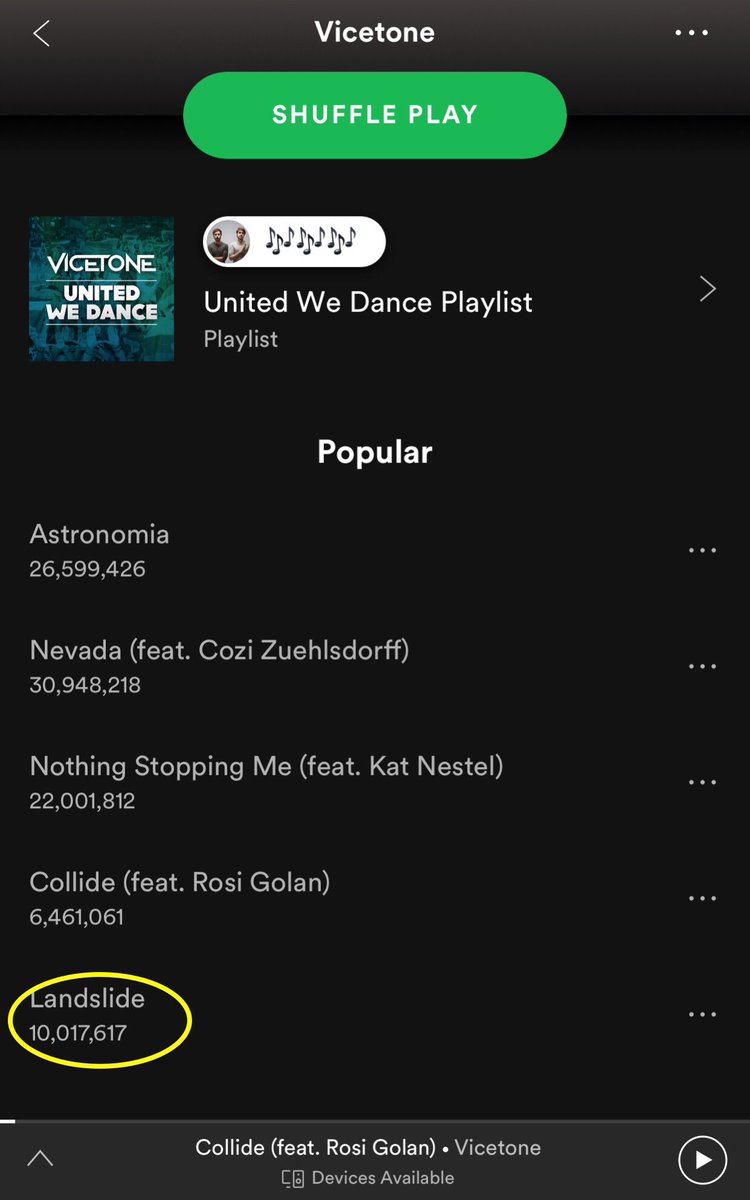 Vicetone
SHUFFLE PLAY
VICETONE
UNITED
WE DANCE
United We Dance Playlist
Playlist
Popular
Astronomia
26,599,426
Nevada (feat. Cozi Zuehlsdorff)
30,948,218
Nothing Stopping Me (feat. Kat Nestel)
22,001,812
Collide (feat. Rosi Golan)
6,461,061
Landslide
10,017,617
Collide (feat. Rosi Golan) • Vicetone
Devices Available